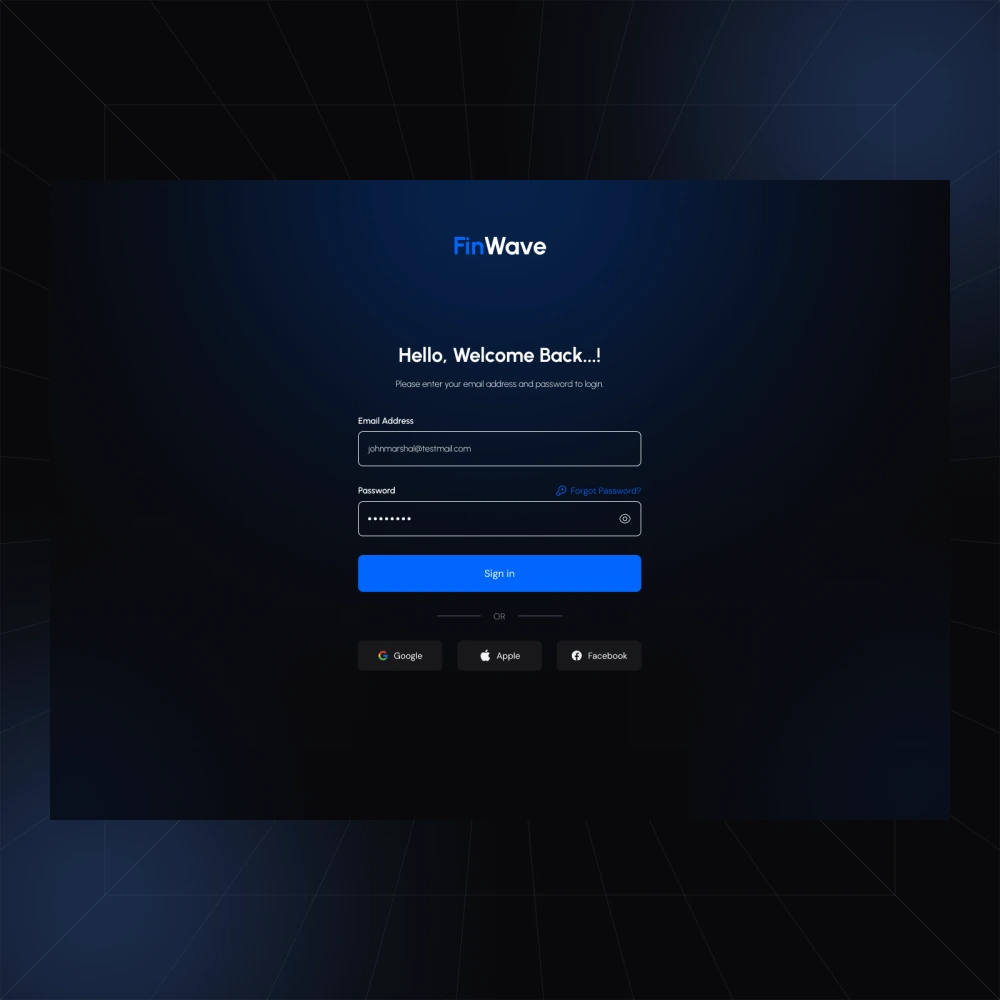 FinWave
Hello, Welcome Back...!
Please enter your email address and password to login.
Email Address
johnmarshal@testmail.com
Password
Forgot Password?
••••••••
Sign in
OR
Google
Apple
Facebook